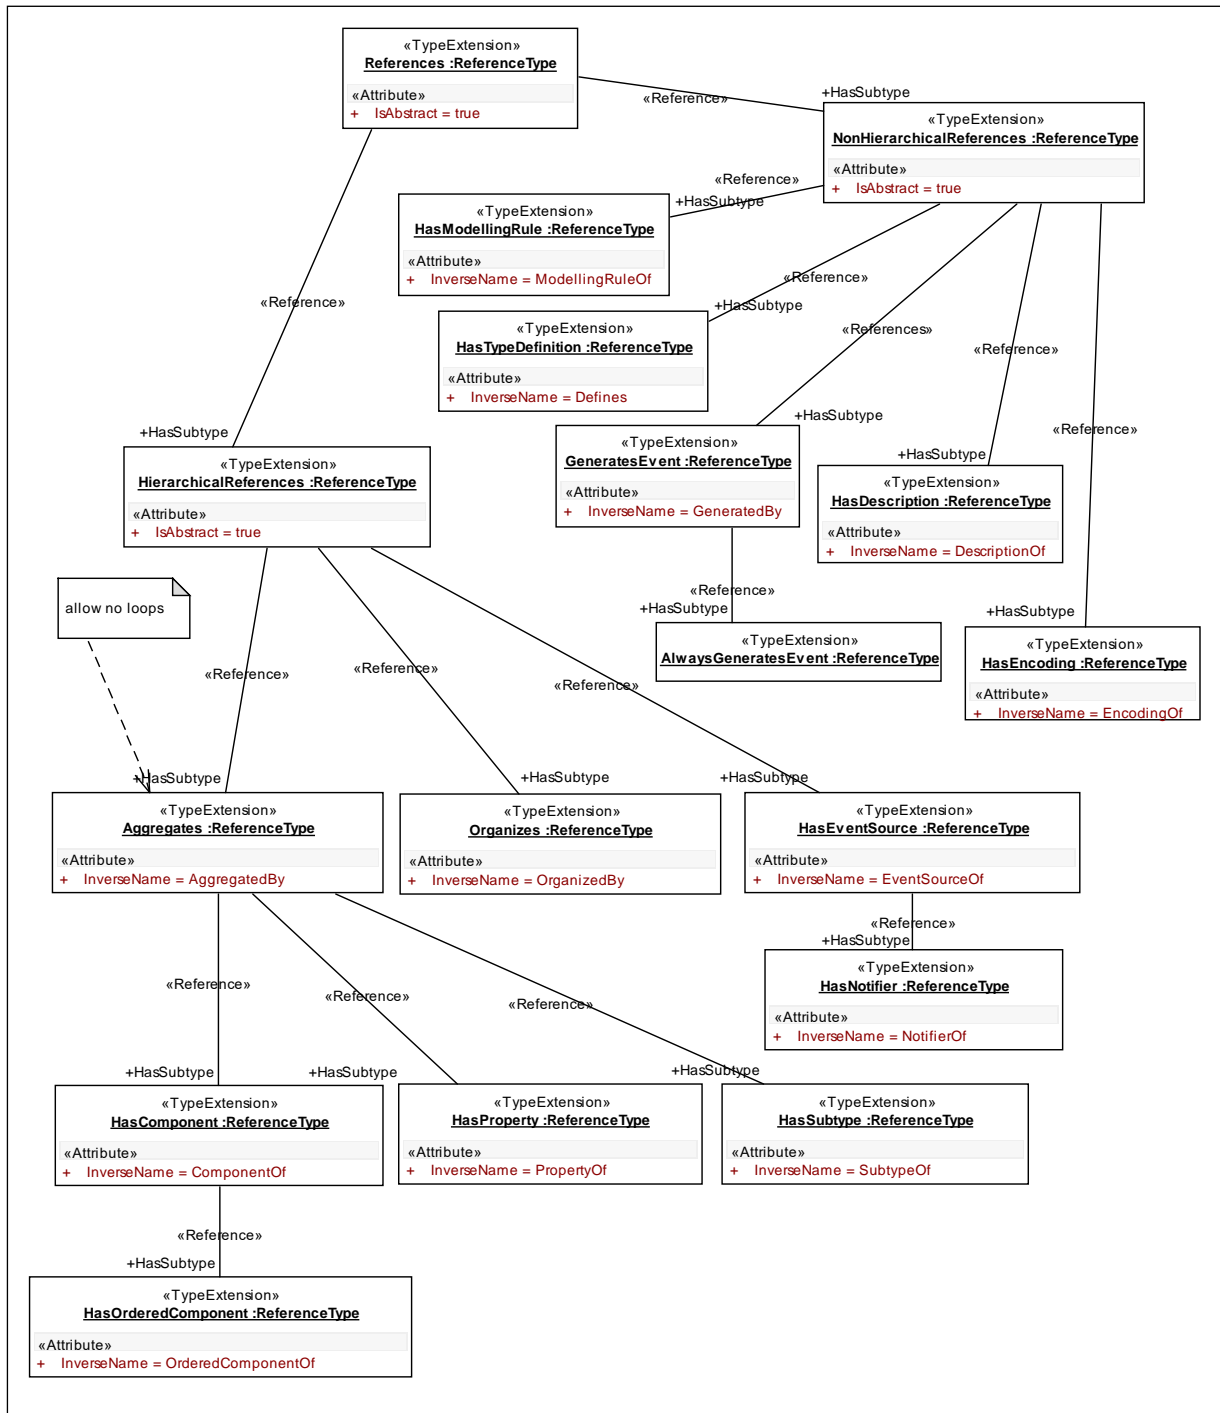 «TypeExtension»
References :ReferenceType
«Attribute»
+ IsAbstract = true
«Reference»
+HasSubtype
«TypeExtension»
NonHierarchicalReferences :ReferenceType
«Attribute»
+ IsAbstract = true
«Reference»
+HasSubtype
«TypeExtension»
HasModellingRule :ReferenceType
«Attribute»
+ InverseName = ModellingRuleOf
«Reference»
+HasSubtype
«TypeExtension»
HasTypeDefinition :ReferenceType
«Attribute»
+ InverseName = Defines
«References»
+HasSubtype
«TypeExtension»
GeneratesEvent :ReferenceType
«Attribute»
+ InverseName = GeneratedBy
«Reference»
+HasSubtype
«TypeExtension»
HasDescription :ReferenceType
«Attribute»
+ InverseName = DescriptionOf
«Reference»
+HasSubtype
«TypeExtension»
HasEncoding :ReferenceType
«Attribute»
+ InverseName = EncodingOf
«Reference»
+HasSubtype
«TypeExtension»
AlwaysGeneratesEvent :ReferenceType
«Reference»
+HasSubtype
«TypeExtension»
HierarchicalReferences :ReferenceType
«Attribute»
+ IsAbstract = true
allow no loops
«Reference»
+HasSubtype
«TypeExtension»
Aggregates :ReferenceType
«Attribute»
+ InverseName = AggregatedBy
«Reference»
+HasSubtype
«TypeExtension»
Organizes :ReferenceType
«Attribute»
+ InverseName = OrganizedBy
«Reference»
+HasSubtype
«TypeExtension»
HasEventSource :ReferenceType
«Attribute»
+ InverseName = EventSourceOf
«Reference»
+HasSubtype
«TypeExtension»
HasNotifier :ReferenceType
«Attribute»
+ InverseName = NotifierOf
«Reference»
+HasSubtype
«TypeExtension»
HasComponent :ReferenceType
«Attribute»
+ InverseName = ComponentOf
«Reference»
+HasSubtype
«TypeExtension»
HasProperty :ReferenceType
«Attribute»
+ InverseName = PropertyOf
«Reference»
+HasSubtype
«TypeExtension»
HasSubtype :ReferenceType
«Attribute»
+ InverseName = SubtypeOf
«Reference»
+HasSubtype
«TypeExtension»
HasOrderedComponent :ReferenceType
«Attribute»
+ InverseName = OrderedComponentOf